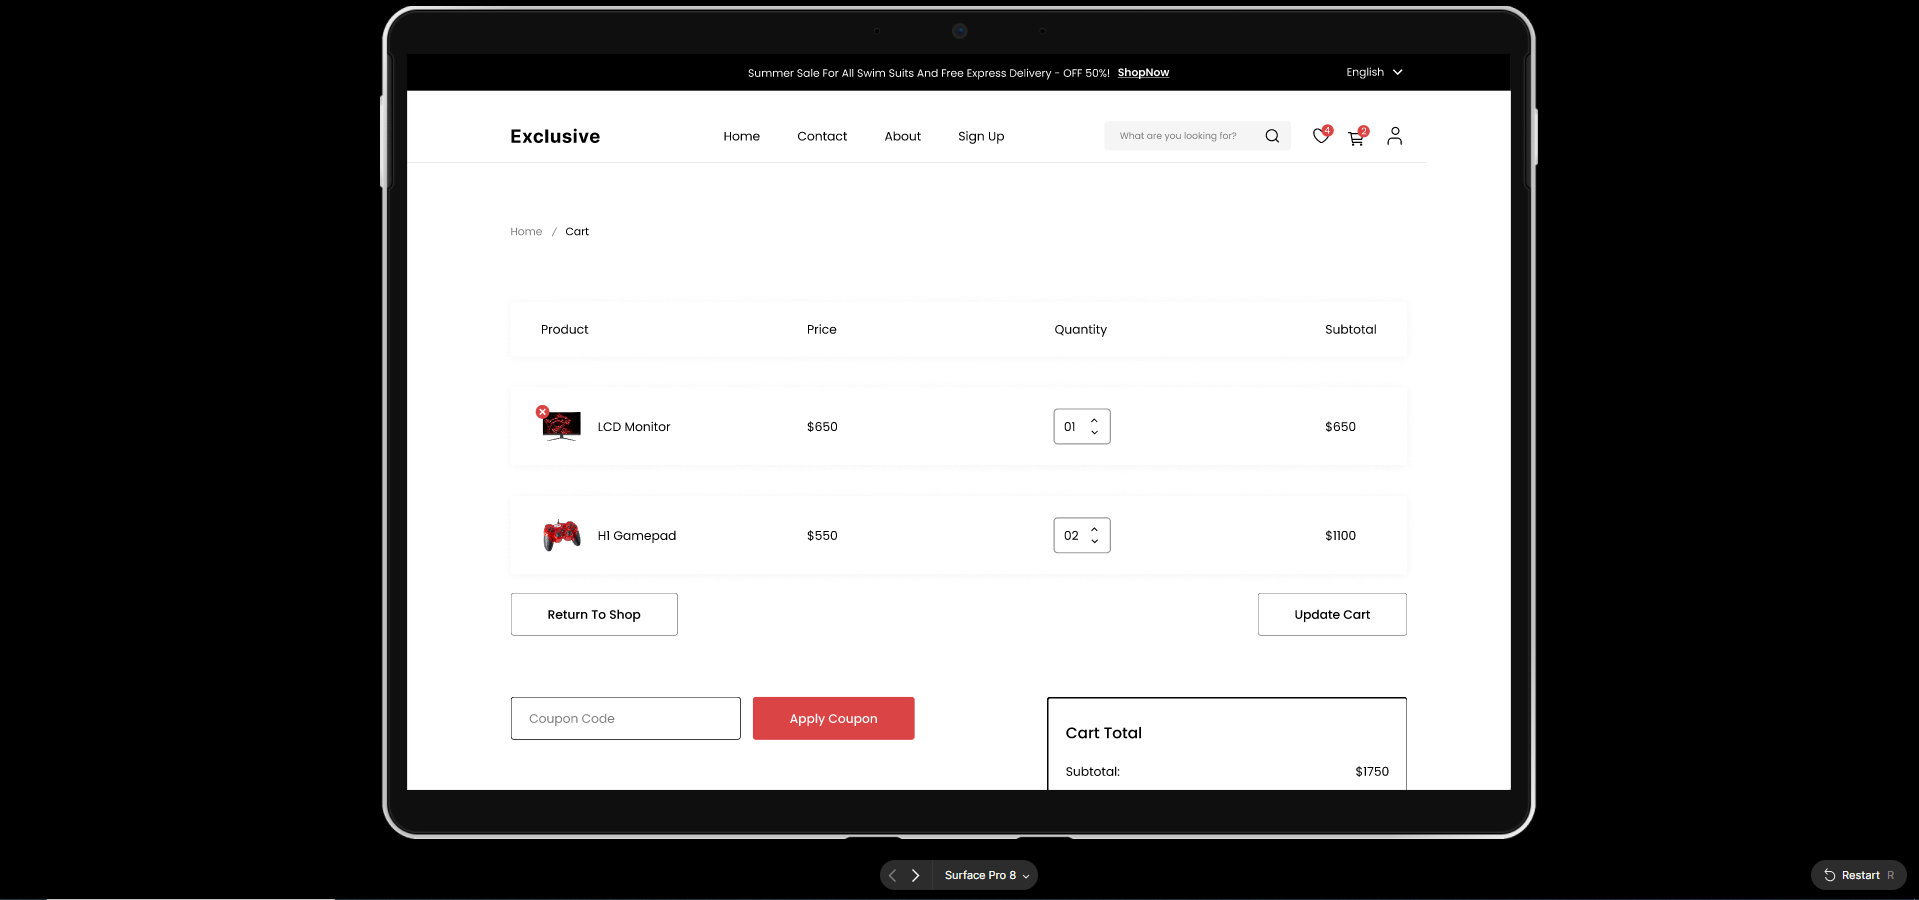 Summer Sale For All Swim Suits And Free Express Delivery - OFF 50%! ShopNow English
Exclusive Home Contact About Sign Up What are you looking for? 4 2
Home / Cart
Product Price Quantity Subtotal
LCD Monitor $650 01 $650
H1 Gamepad $550 02 $1100
Return To Shop Update Cart
Coupon Code Apply Coupon
Cart Total
Subtotal: $1750
Surface Pro 8 Restart R